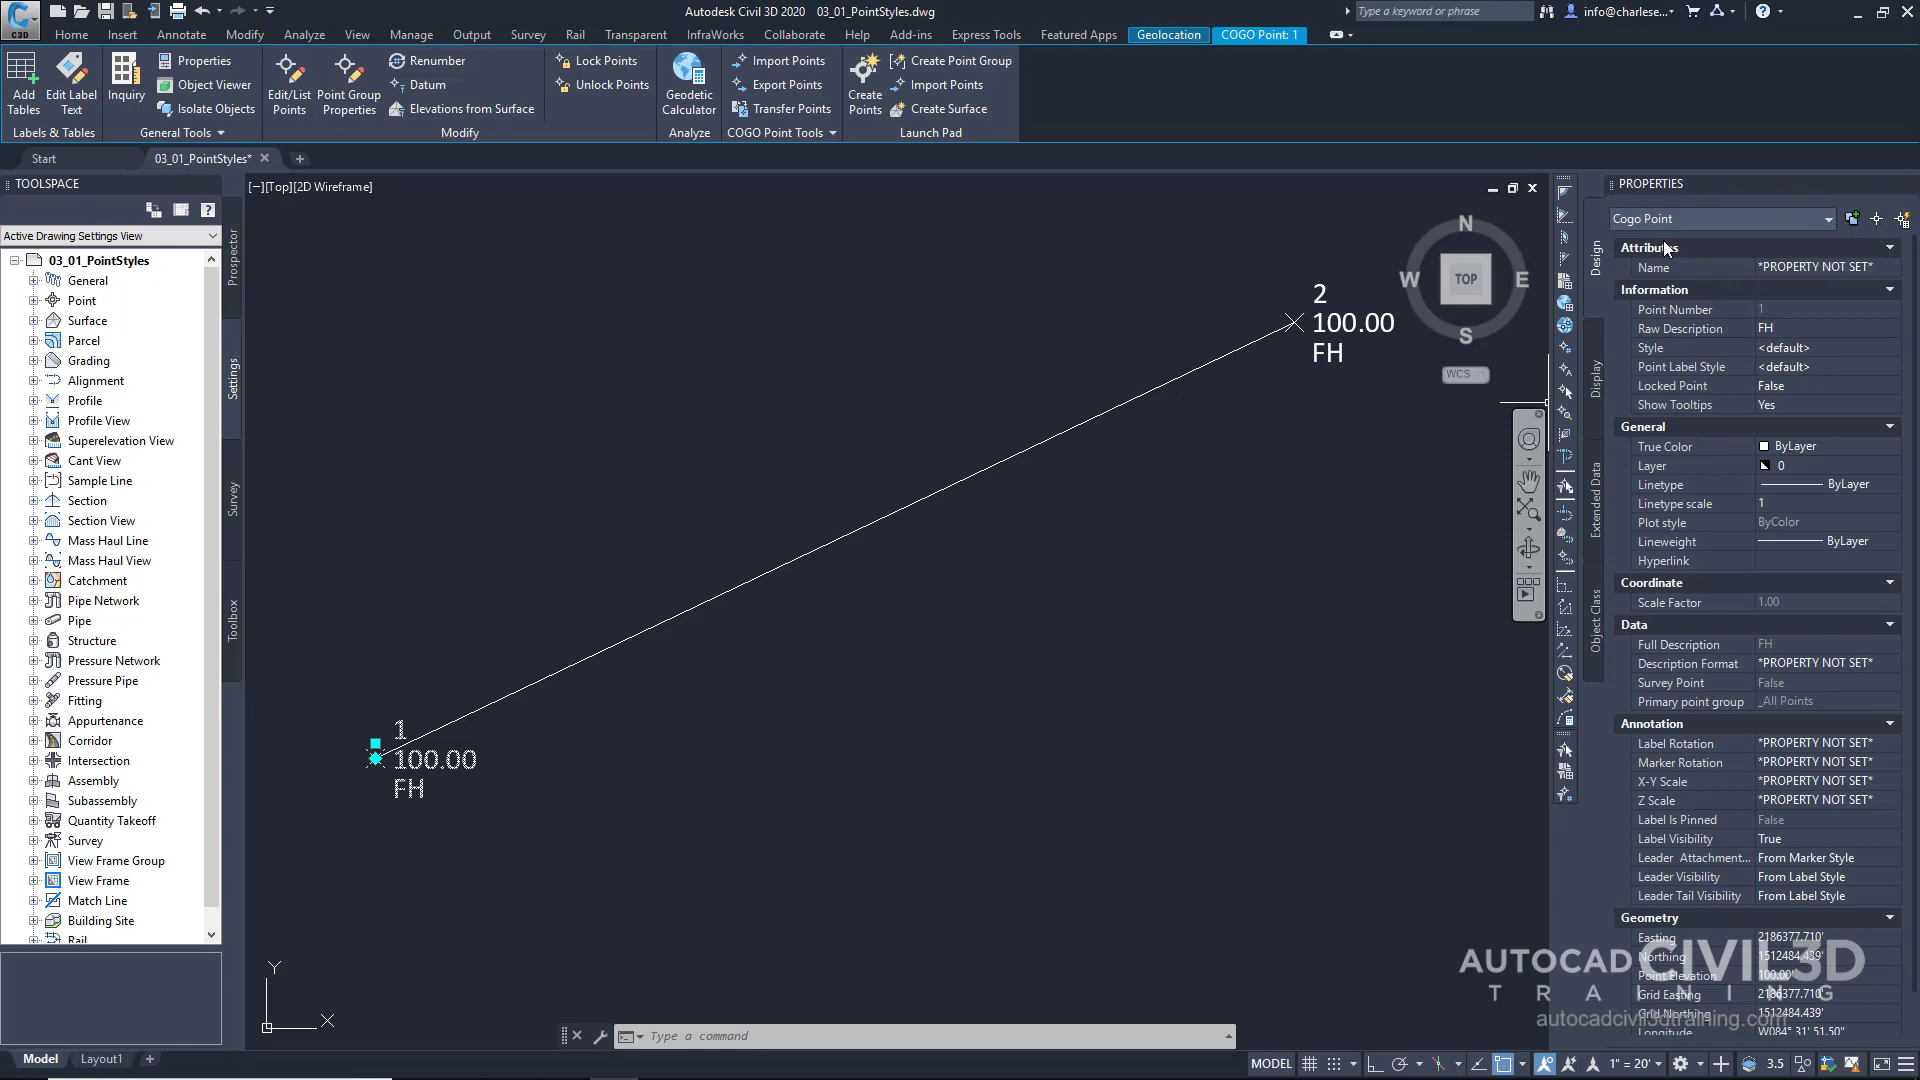 C3D
Autodesk Civil 3D 2020 03_01_PointStyles.dwg
Type a keyword or phrase
info@charlese...
Home Insert Annotate Modify Analyze View Manage Output Survey Rail Transparent InfraWorks Collaborate Help Add-ins Express Tools Featured Apps Geolocation COGO Point: 1
Add Tables
Edit Label Text
Labels & Tables
Inquiry
Properties
Object Viewer
Isolate Objects
General Tools
Edit/List Points
Point Group Properties
Renumber
Datum
Elevations from Surface
Lock Points
Unlock Points
Modify
Geodetic Calculator
Analyze
Import Points
Export Points
Transfer Points
COGO Point Tools
Create Points
Create Point Group
Import Points
Create Surface
Launch Pad
Start
03_01_PointStyles*
TOOLSPACE
Active Drawing Settings View
03_01_PointStyles
General
Point
Surface
Parcel
Grading
Alignment
Profile
Profile View
Superelevation View
Cant View
Sample Line
Section
Section View
Mass Haul Line
Mass Haul View
Catchment
Pipe Network
Pipe
Structure
Pressure Network
Pressure Pipe
Fitting
Appurtenance
Corridor
Intersection
Assembly
Subassembly
Quantity Takeoff
Survey
View Frame Group
View Frame
Match Line
Building Site
Rail
Prospector
Settings
Survey
Toolbox
[−][Top][2D Wireframe]
2
100.00
FH
1
100.00
FH
N
W TOP E
S
WCS
Y
X
Type a command
Design
Display
Extended Data
Object Class
PROPERTIES
Cogo Point
Attributes
Name *PROPERTY NOT SET*
Information
Point Number 1
Raw Description FH
Style <default>
Point Label Style <default>
Locked Point False
Show Tooltips Yes
General
True Color ByLayer
Layer 0
Linetype ByLayer
Linetype scale 1
Plot style ByColor
Lineweight ByLayer
Hyperlink
Coordinate
Scale Factor 1.00
Data
Full Description FH
Description Format *PROPERTY NOT SET*
Survey Point False
Primary point group _All Points
Annotation
Label Rotation *PROPERTY NOT SET*
Marker Rotation *PROPERTY NOT SET*
X-Y Scale *PROPERTY NOT SET*
Z Scale *PROPERTY NOT SET*
Label Is Pinned False
Label Visibility True
Leader Attachment... From Marker Style
Leader Visibility From Label Style
Leader Tail Visibility From Label Style
Geometry
Easting 2186377.710'
Northing 1512484.439'
Point Elevation 100.00'
Grid Easting 2186377.710'
Grid Northing 1512484.439'
Longitude W084° 31' 51.50"
AUTOCAD CIVIL3D
TRAINING
autocadcivil3dtraining.com
Model Layout1
MODEL 1" = 20' 3.5